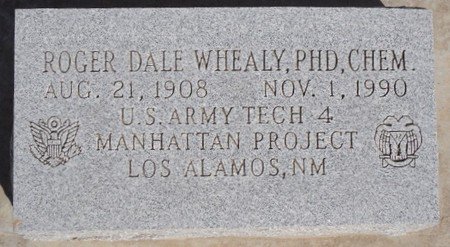 ROGER DALE WHEALY, PHD, CHEM.
AUG. 21, 1908 NOV. 1, 1990
U.S. ARMY TECH 4
MANHATTAN PROJECT
LOS ALAMOS, NM